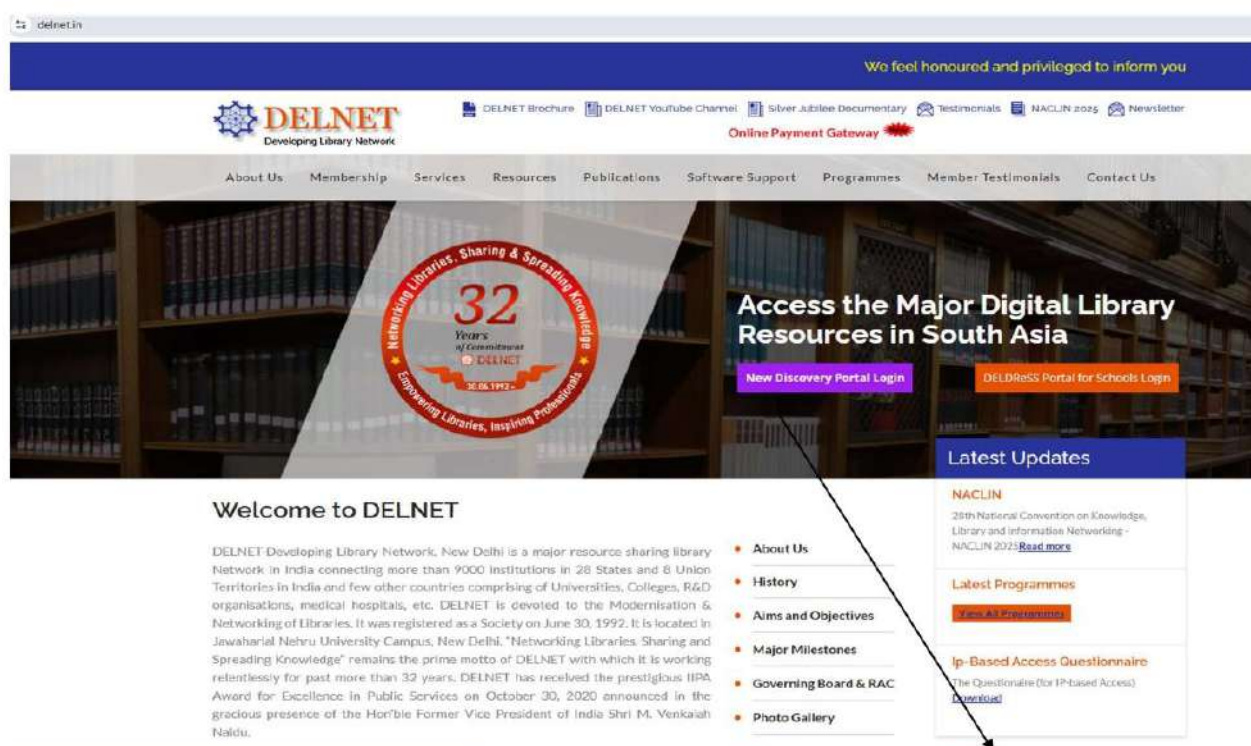 delnet.in
We feel honoured and privileged to inform you
DELNET
Developing Library Network
DELNET Brochure DELNET YouTube Channel Silver Jubilee Documentary Testimonials NACLIN 2025 Newsletter
Online Payment Gateway
About Us Membership Services Resources Publications Software Support Programmes Member Testimonials Contact Us
Networking Libraries, Sharing & Spreading Knowledge
32
Years
of Commitment
DELNET
30.06.1992 -
Empowering Libraries, Inspiring Professionals
Access the Major Digital Library
Resources in South Asia
New Discovery Portal Login DELDReSS Portal for Schools Login
Latest Updates
NACLIN
28th National Convention on Knowledge,
Library and Information Networking -
NACLIN 2025Read more
Latest Programmes
View All Programmes
Ip-Based Access Questionnaire
The Questionaire (for IP-based Access)
Download
Welcome to DELNET
DELNET-Developing Library Network, New Delhi is a major resource sharing library
Network in India connecting more than 9000 institutions in 28 States and 8 Union
Territories in India and few other countries comprising of Universities, Colleges, R&D
organisations, medical hospitals, etc. DELNET is devoted to the Modernisation &
Networking of Libraries. It was registered as a Society on June 30, 1992. It is located in
Jawaharlal Nehru University Campus, New Delhi. "Networking Libraries, Sharing and
Spreading Knowledge" remains the prime motto of DELNET with which it is working
relentlessly for past more than 32 years. DELNET has received the prestigious IIPA
Award for Excellence in Public Services on October 30, 2020 announced in the
gracious presence of the Hon'ble Former Vice President of India Shri M. Venkaiah
Naidu.
About Us
History
Aims and Objectives
Major Milestones
Governing Board & RAC
Photo Gallery